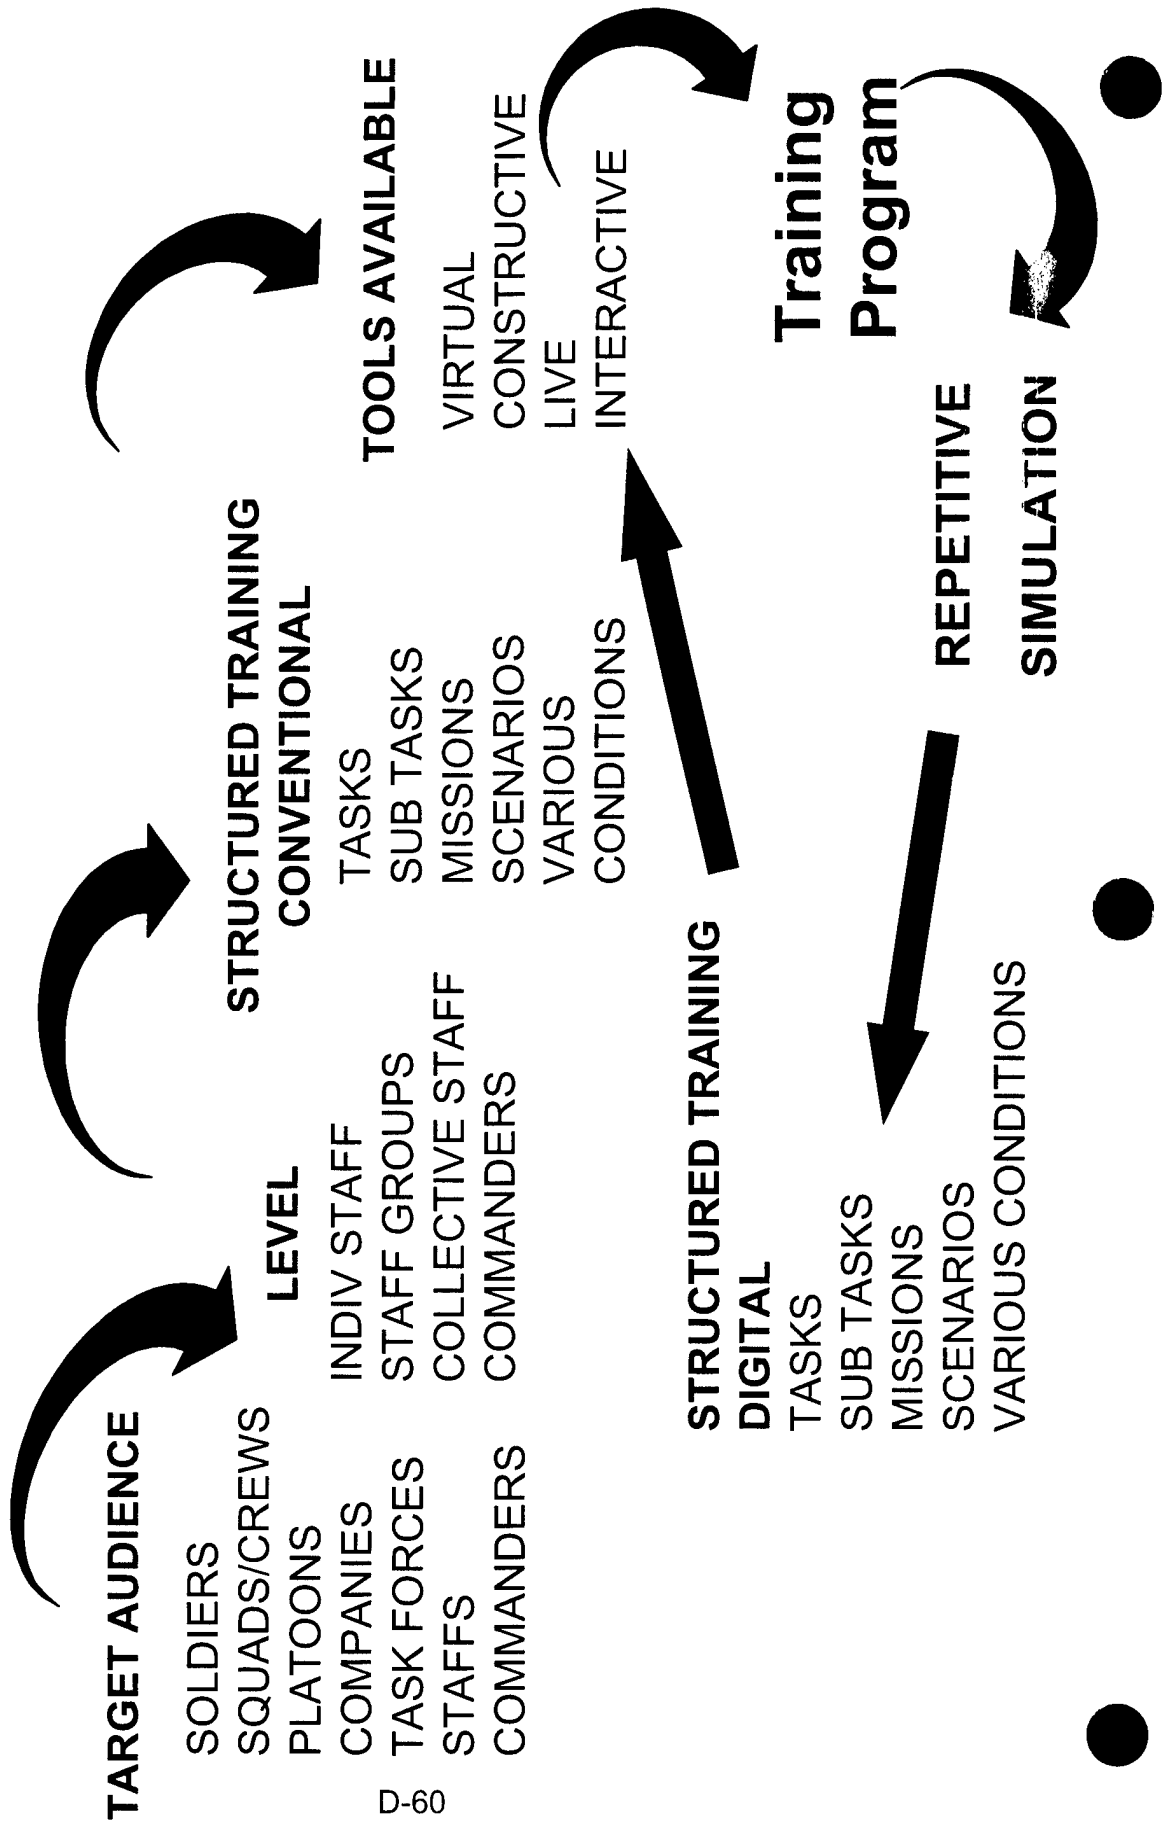 TARGET AUDIENCE
SOLDIERS
SQUADS/CREWS
PLATOONS
COMPANIES
TASK FORCES
STAFFS
COMMANDERS
LEVEL
INDIV STAFF
STAFF GROUPS
COLLECTIVE STAFF
COMMANDERS
STRUCTURED TRAINING
CONVENTIONAL
TASKS
SUB TASKS
MISSIONS
SCENARIOS
VARIOUS
CONDITIONS
TOOLS AVAILABLE
VIRTUAL
CONSTRUCTIVE
LIVE
INTERACTIVE
Training
Program
REPETITIVE
SIMULATION
STRUCTURED TRAINING
DIGITAL
TASKS
SUB TASKS
MISSIONS
SCENARIOS
VARIOUS CONDITIONS
D-60